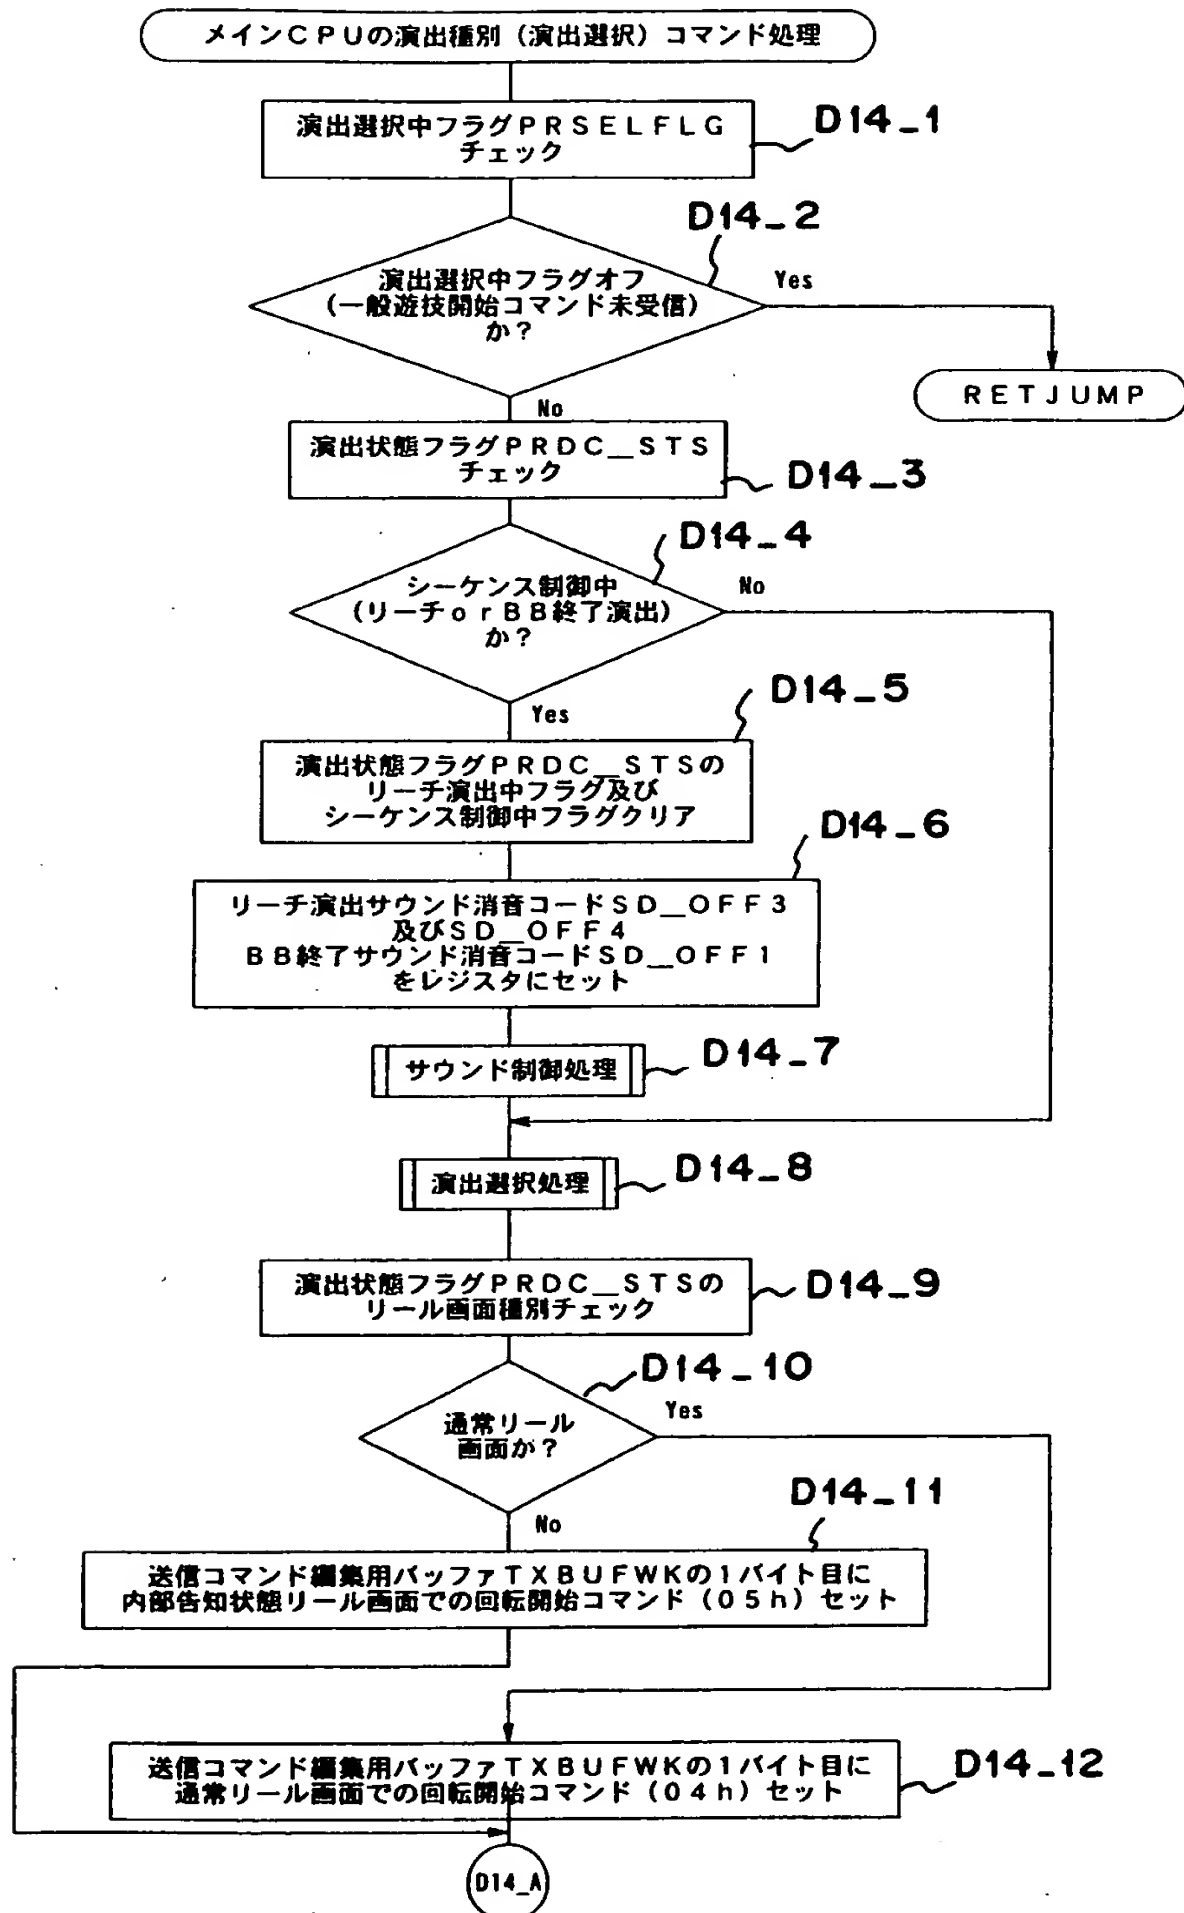 メインCPUの演出種別(演出選択)コマンド処理
演出選択中フラグPRSELFLG
チェック
D14_1
D14_2
演出選択中フラグオフ
(一般遊技開始コマンド未受信)
か?
Yes
RETJUMP
No
演出状態フラグPRDC__STS
チェック
D14_3
D14_4
シーケンス制御中
(リーチorBB終了演出)
か?
No
D14_5
Yes
演出状態フラグPRDC__STSの
リーチ演出中フラグ及び
シーケンス制御中フラグクリア
D14_6
リーチ演出サウンド消音コードSD__OFF3
及びSD__OFF4
BB終了サウンド消音コードSD__OFF1
をレジスタにセット
サウンド制御処理
D14_7
演出選択処理
D14_8
演出状態フラグPRDC__STSの
リール画面種別チェック
D14_9
D14_10
通常リール
画面か?
Yes
D14_11
No
送信コマンド編集用バッファTXBUFWKの1バイト目に
内部告知状態リール画面での回転開始コマンド(05h)セット
送信コマンド編集用バッファTXBUFWKの1バイト目に
通常リール画面での回転開始コマンド(04h)セット
D14_12
D14_A